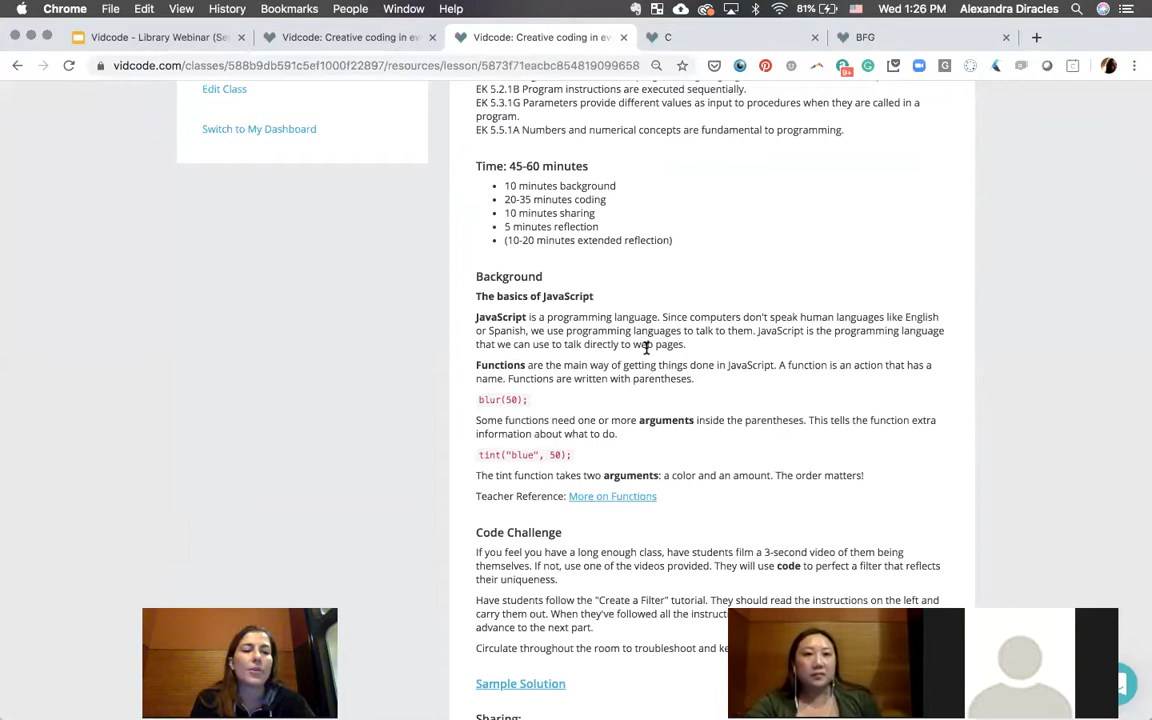 Chrome File Edit View History Bookmarks People Window Help 9+ 81% Wed 1:26 PM Alexandra Diracles
Vidcode - Library Webinar (Se × Vidcode: Creative coding in ev × Vidcode: Creative coding in ev × C × BFG × +
vidcode.com/classes/588b9db591c5ef1000f22897/resources/lesson/5873f71eacbc854819099658
Edit Class
Switch to My Dashboard
EK 5.2.1B Program instructions are executed sequentially.
EK 5.3.1G Parameters provide different values as input to procedures when they are called in a
program.
EK 5.5.1A Numbers and numerical concepts are fundamental to programming.
Time: 45-60 minutes
• 10 minutes background
• 20-35 minutes coding
• 10 minutes sharing
• 5 minutes reflection
• (10-20 minutes extended reflection)
Background
The basics of JavaScript
JavaScript is a programming language. Since computers don't speak human languages like English
or Spanish, we use programming languages to talk to them. JavaScript is the programming language
that we can use to talk directly to web pages.
Functions are the main way of getting things done in JavaScript. A function is an action that has a
name. Functions are written with parentheses.
blur(50);
Some functions need one or more arguments inside the parentheses. This tells the function extra
information about what to do.
tint("blue", 50);
The tint function takes two arguments: a color and an amount. The order matters!
Teacher Reference: More on Functions
Code Challenge
If you feel you have a long enough class, have students film a 3-second video of them being
themselves. If not, use one of the videos provided. They will use code to perfect a filter that reflects
their uniqueness.
Have students follow the "Create a Filter" tutorial. They should read the instructions on the left and
carry them out. When they've followed all the instruc
advance to the next part.
Circulate throughout the room to troubleshoot and ke
Sample Solution
Sharing: